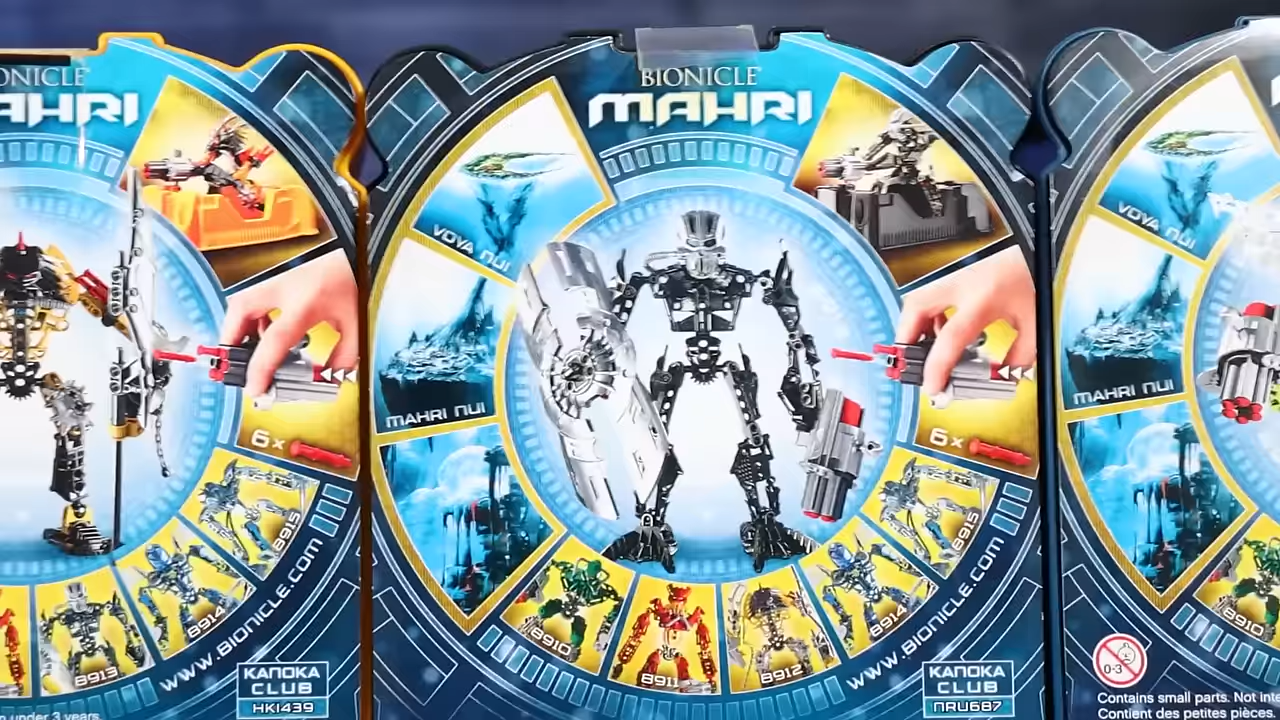 BIONICLE
MAHRI
6x
8915
8914
8913
WWW.BIONICLE.COM
KANOKA
CLUB
HKI439
under 3 years
BIONICLE
MAHRI
VOYA NUI
MAHRI NUI
6x
8915
8914
8912
8911
8910
WWW.BIONICLE.COM
KANOKA
CLUB
NRU687
VOYA NUI
MAHRI NUI
8910
0-3
Contains small parts. Not
Contient des petites pièces.